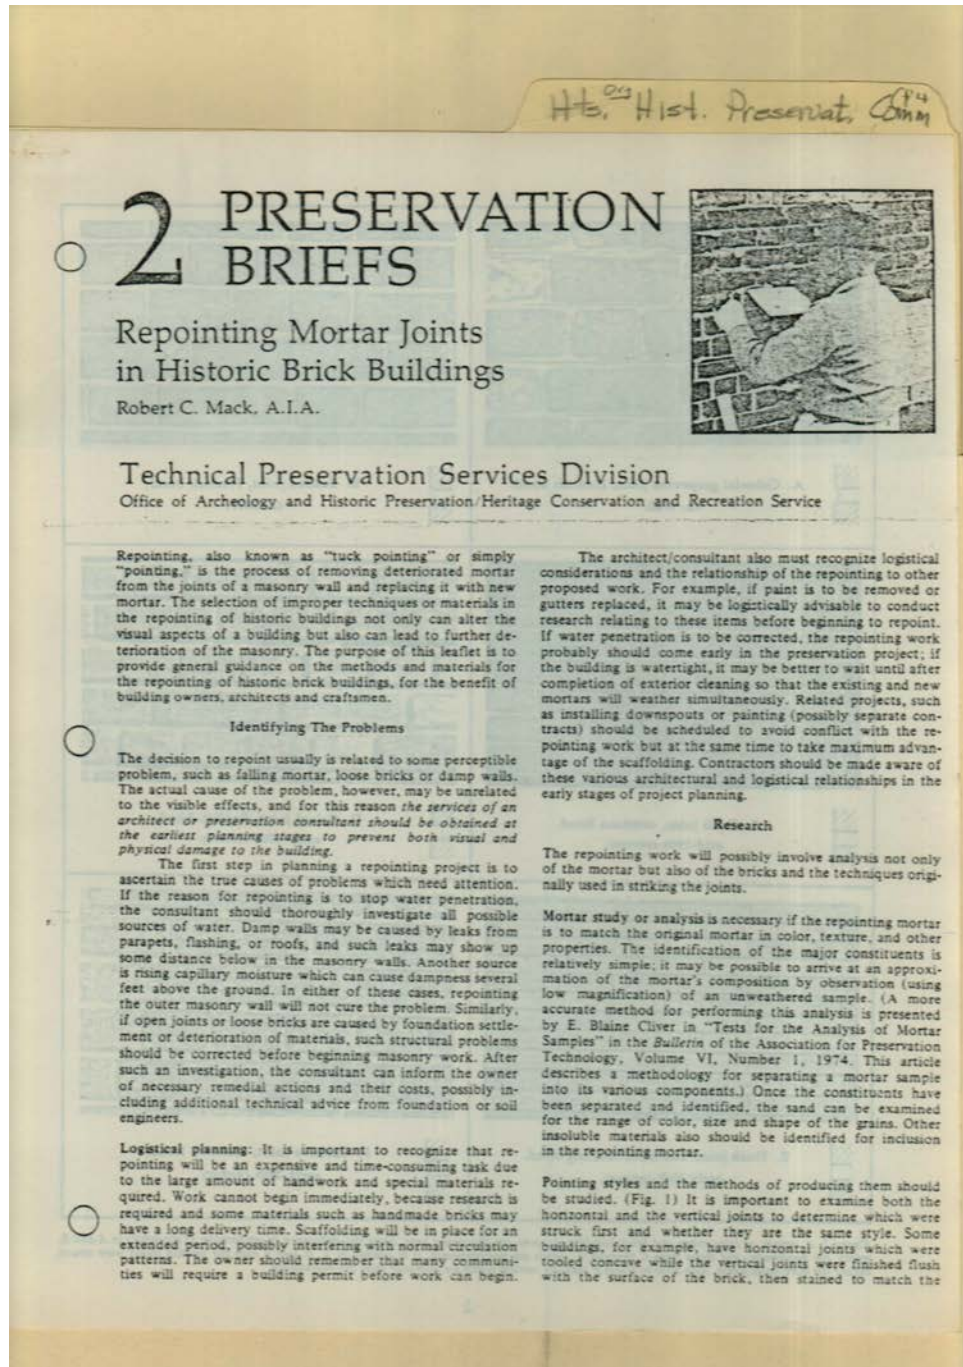 Hts. Org Hist. Preservat. Comm
2 PRESERVATION
BRIEFS
Repointing Mortar Joints
in Historic Brick Buildings
Robert C. Mack, A.I.A.
Technical Preservation Services Division
Office of Archeology and Historic Preservation/Heritage Conservation and Recreation Service
Repointing, also known as "tuck pointing" or simply
"pointing," is the process of removing deteriorated mortar
from the joints of a masonry wall and replacing it with new
mortar. The selection of improper techniques or materials in
the repointing of historic buildings not only can alter the
visual aspects of a building but also can lead to further de-
terioration of the masonry. The purpose of this leaflet is to
provide general guidance on the methods and materials for
the repointing of historic brick buildings, for the benefit of
building owners, architects and craftsmen.
Identifying The Problems
The decision to repoint usually is related to some perceptible
problem, such as falling mortar, loose bricks or damp walls.
The actual cause of the problem, however, may be unrelated
to the visible effects, and for this reason the services of an
architect or preservation consultant should be obtained at
the earliest planning stages to prevent both visual and
physical damage to the building.
The first step in planning a repointing project is to
ascertain the true causes of problems which need attention.
If the reason for repointing is to stop water penetration,
the consultant should thoroughly investigate all possible
sources of water. Damp walls may be caused by leaks from
parapets, flashing, or roofs, and such leaks may show up
some distance below in the masonry walls. Another source
is rising capillary moisture which can cause dampness several
feet above the ground. In either of these cases, repointing
the outer masonry wall will not cure the problem. Similarly,
if open joints or loose bricks are caused by foundation settle-
ment or deterioration of materials, such structural problems
should be corrected before beginning masonry work. After
such an investigation, the consultant can inform the owner
of necessary remedial actions and their costs, possibly in-
cluding additional technical advice from foundation or soil
engineers.
Logistical planning: It is important to recognize that re-
pointing will be an expensive and time-consuming task due
to the large amount of handwork and special materials re-
quired. Work cannot begin immediately, because research is
required and some materials such as handmade bricks may
have a long delivery time. Scaffolding will be in place for an
extended period, possibly interfering with normal circulation
patterns. The owner should remember that many communi-
ties will require a building permit before work can begin.
The architect/consultant also must recognize logistical
considerations and the relationship of the repointing to other
proposed work. For example, if paint is to be removed or
gutters replaced, it may be logistically advisable to conduct
research relating to these items before beginning to repoint.
If water penetration is to be corrected, the repointing work
probably should come early in the preservation project; if
the building is watertight, it may be better to wait until after
completion of exterior cleaning so that the existing and new
mortars will weather simultaneously. Related projects, such
as installing downspouts or painting (possibly separate con-
tracts) should be scheduled to avoid conflict with the re-
pointing work but at the same time to take maximum advan-
tage of the scaffolding. Contractors should be made aware of
these various architectural and logistical relationships in the
early stages of project planning.
Research
The repointing work will possibly involve analysis not only
of the mortar but also of the bricks and the techniques origi-
nally used in striking the joints.
Mortar study or analysis is necessary if the repointing mortar
is to match the original mortar in color, texture, and other
properties. The identification of the major constituents is
relatively simple; it may be possible to arrive at an approxi-
mation of the mortar's composition by observation (using
low magnification) of an unweathered sample. (A more
accurate method for performing this analysis is presented
by E. Blaine Cliver in "Tests for the Analysis of Mortar
Samples" in the Bulletin of the Association for Preservation
Technology, Volume VI, Number 1, 1974. This article
describes a methodology for separating a mortar sample
into its various components.) Once the constituents have
been separated and identified, the sand can be examined
for the range of color, size and shape of the grains. Other
insoluble materials also should be identified for inclusion
in the repointing mortar.
Pointing styles and the methods of producing them should
be studied. (Fig. 1) It is important to examine both the
horizontal and the vertical joints to determine which were
struck first and whether they are the same style. Some
buildings, for example, have horizontal joints which were
tooled concave while the vertical joints were finished flush
with the surface of the brick, then stained to match the